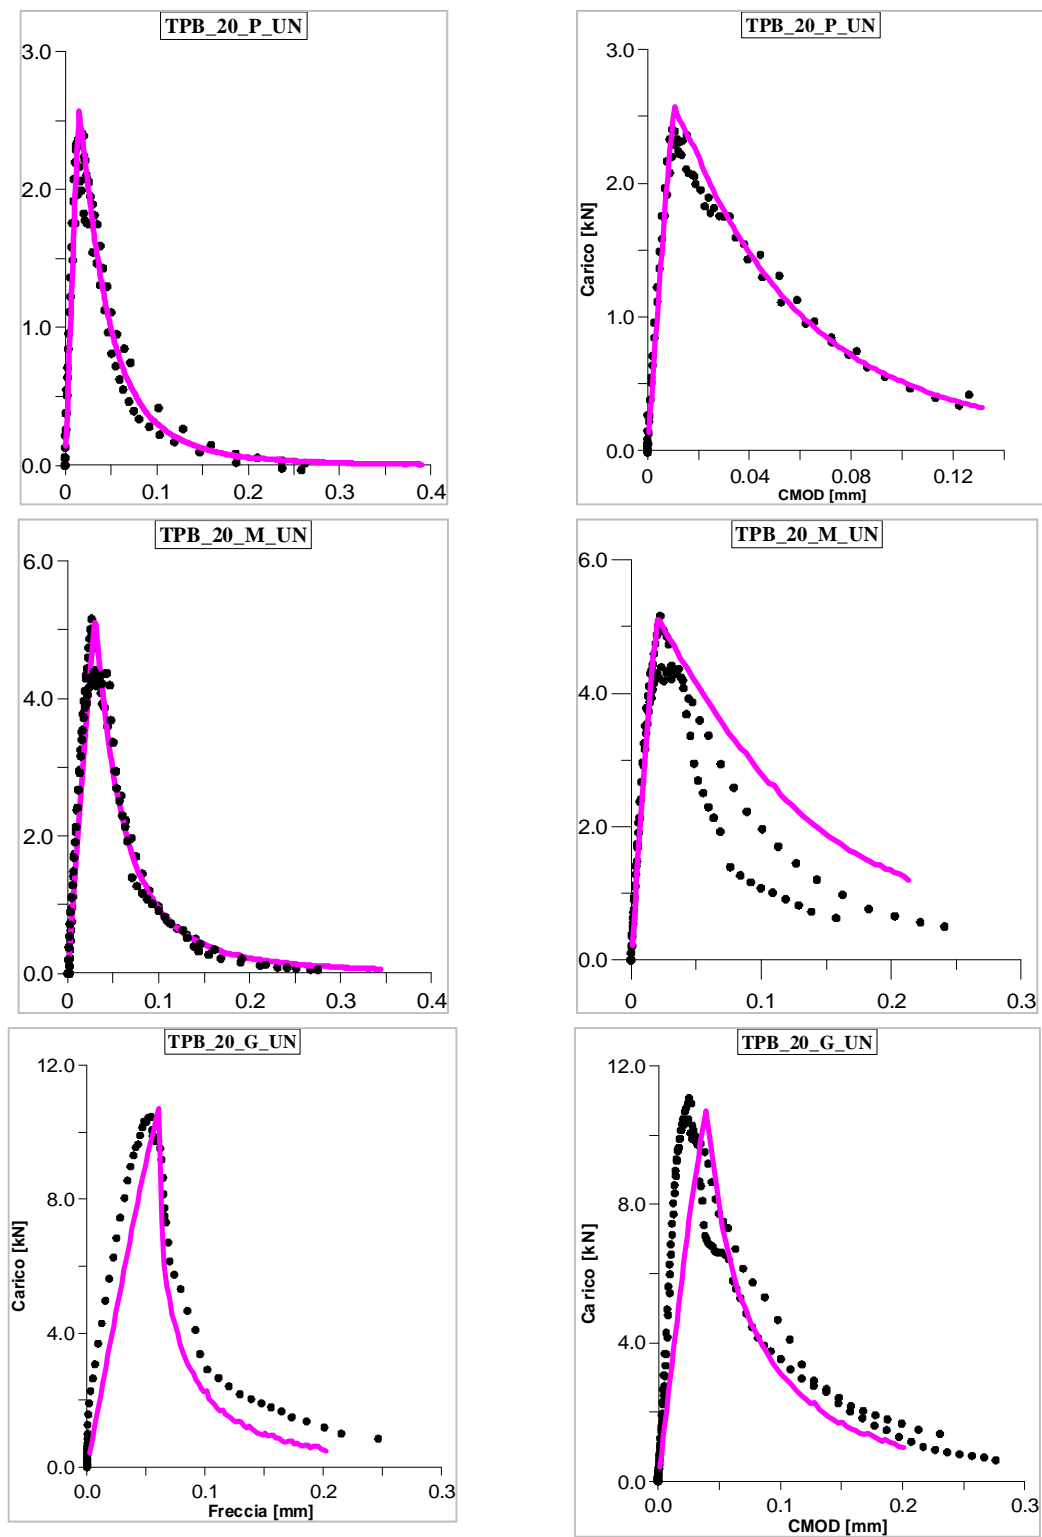 TPB_20_P_UN
3.0
2.0
1.0
0.0
0 0.1 0.2 0.3 0.4
TPB_20_P_UN
3.0
2.0
1.0
0.0
Carico [kN]
0 0.04 0.08 0.12
CMOD [mm]
TPB_20_M_UN
6.0
4.0
2.0
0.0
0 0.1 0.2 0.3 0.4
TPB_20_M_UN
6.0
4.0
2.0
0.0
0 0.1 0.2 0.3
TPB_20_G_UN
12.0
8.0
4.0
0.0
Carico [kN]
0.0 0.1 0.2 0.3
Freccia [mm]
TPB_20_G_UN
12.0
8.0
4.0
0.0
Carico [kN]
0.0 0.1 0.2 0.3
CMOD [mm]